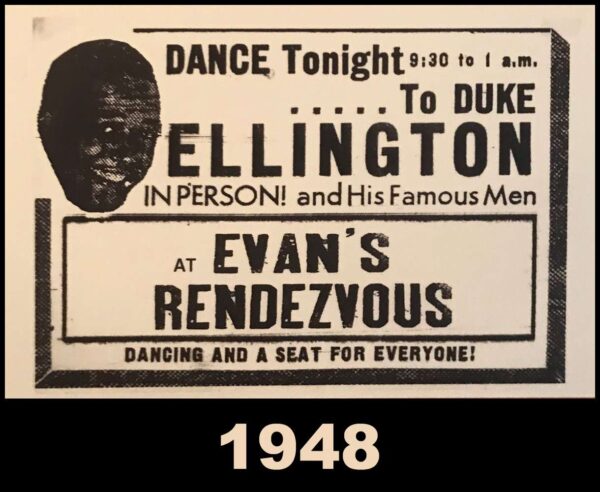 DANCE Tonight 9:30 to 1 a.m.
..... To DUKE
ELLINGTON
IN PERSON! and His Famous Men
AT EVAN'S
RENDEZVOUS
DANCING AND A SEAT FOR EVERYONE!
1948